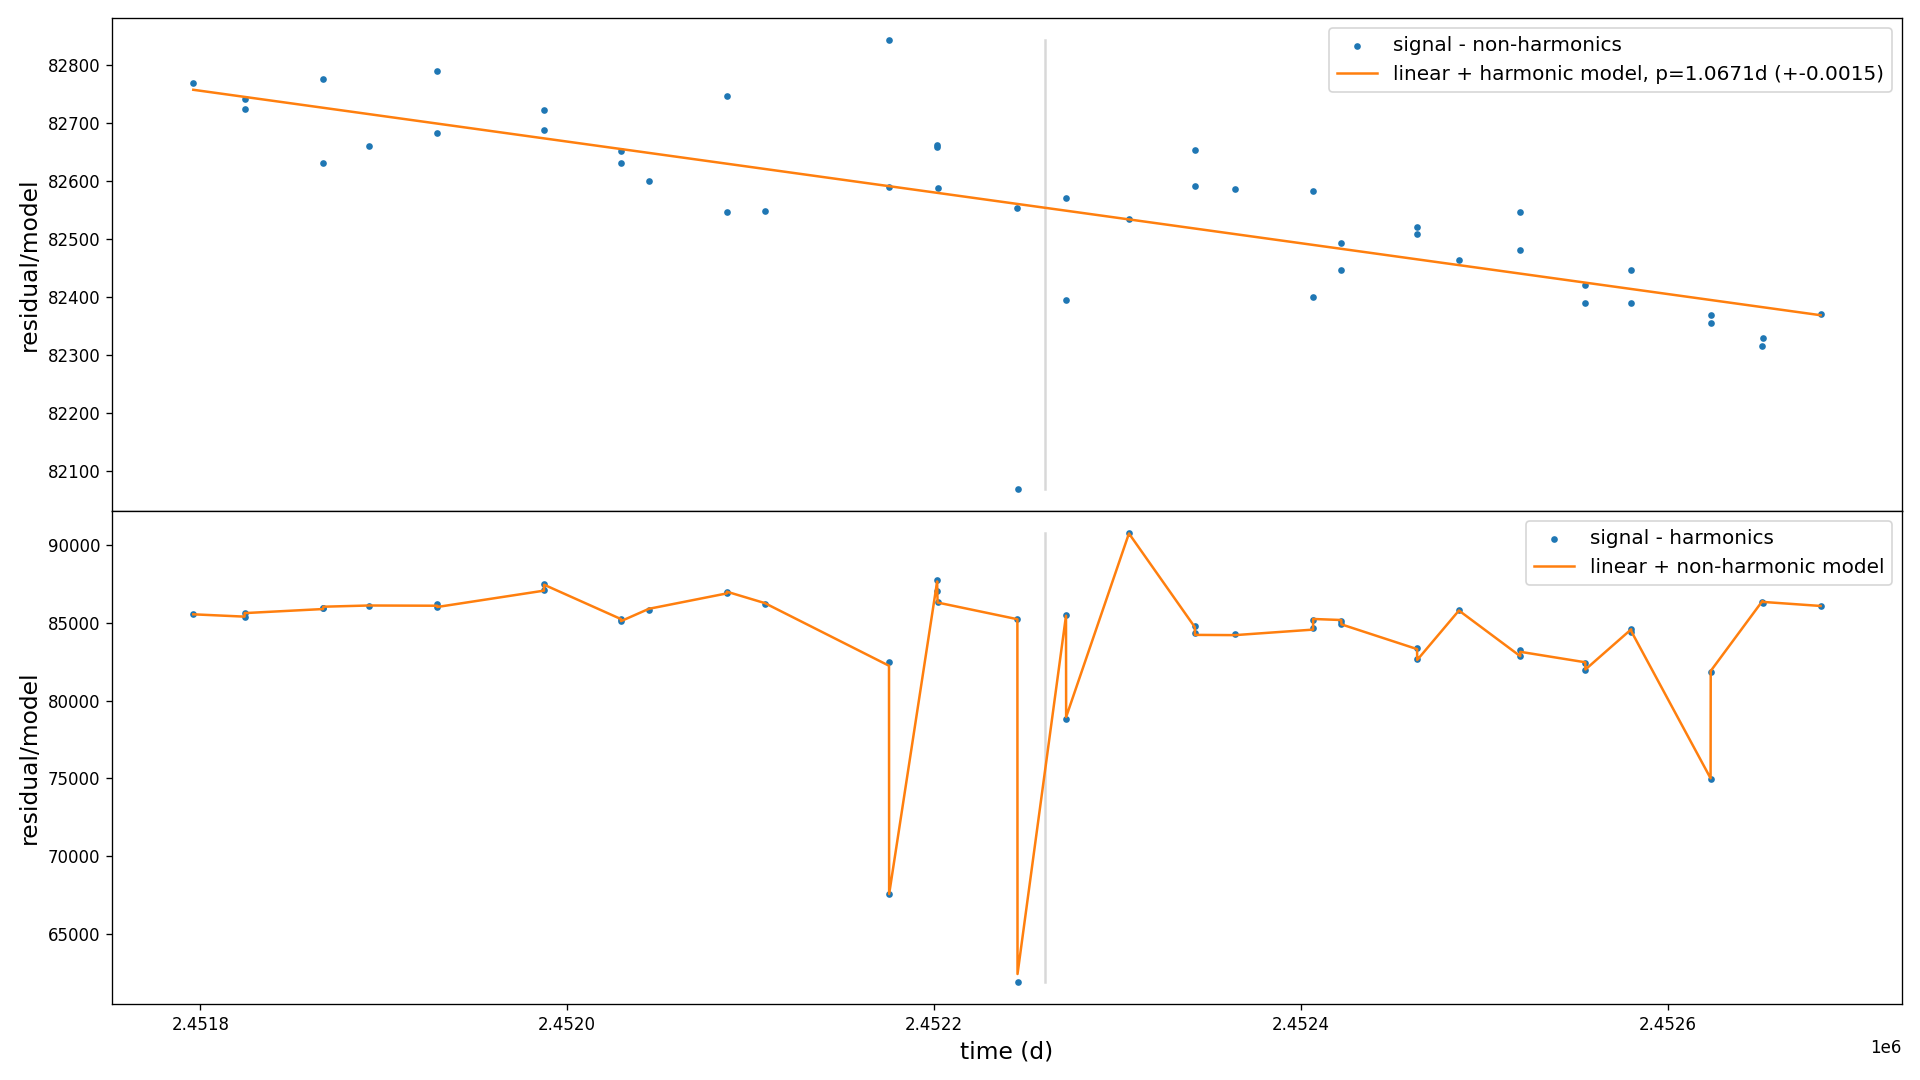 signal - non-harmonics
linear + harmonic model, p=1.0671d (+-0.0015)
82800
82700
82600
82500
82400
82300
82200
82100
residual/model
signal - harmonics
linear + non-harmonic model
90000
85000
80000
75000
70000
65000
residual/model
2.4518 2.4520 2.4522 2.4524 2.4526
1e6
time (d)